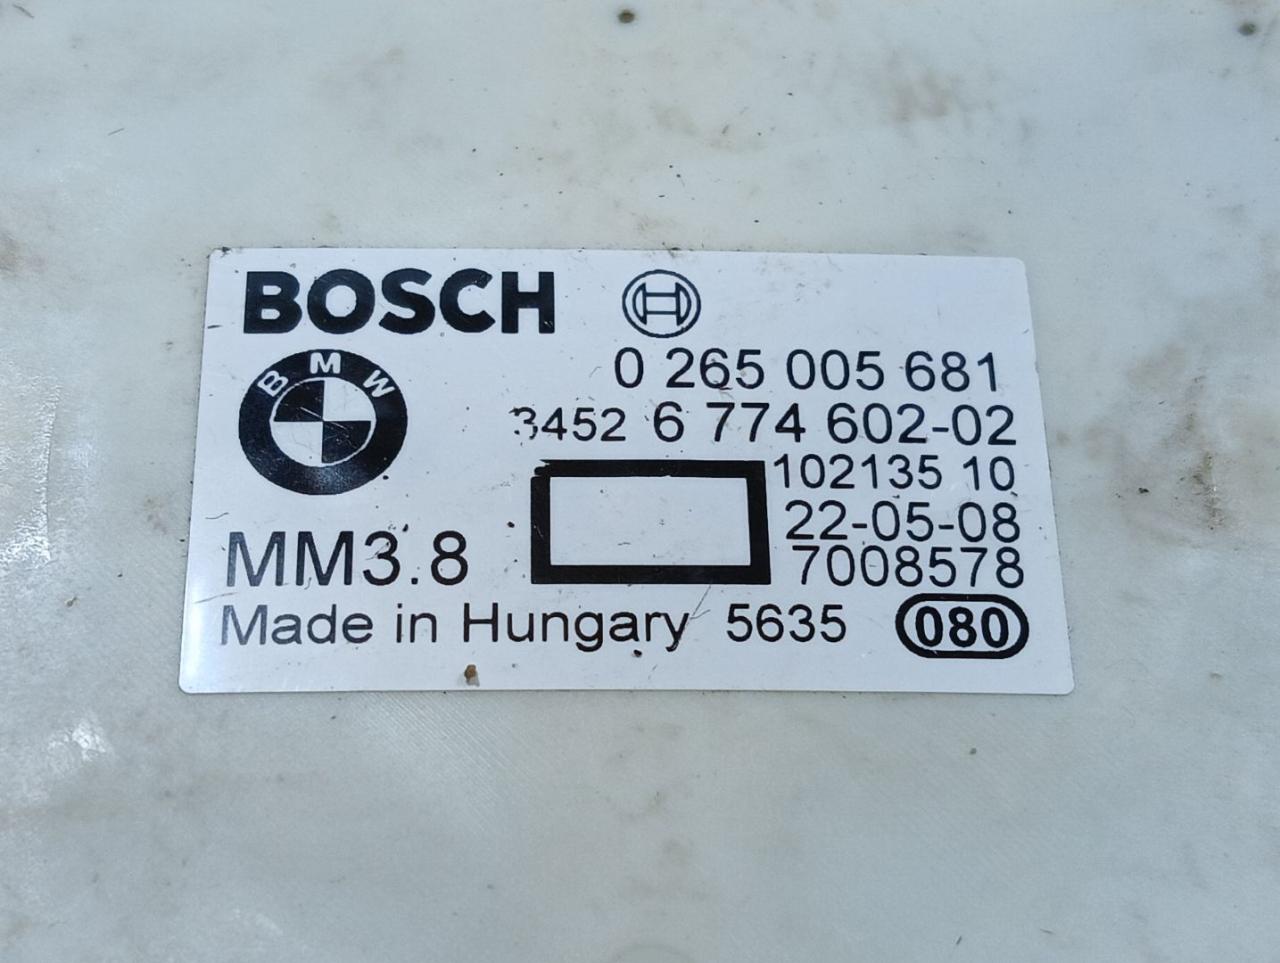 BOSCH
0 265 005 681
BMW
3452 6 774 602-02
102135 10
22-05-08
MM3.8
7008578
Made in Hungary 5635 080